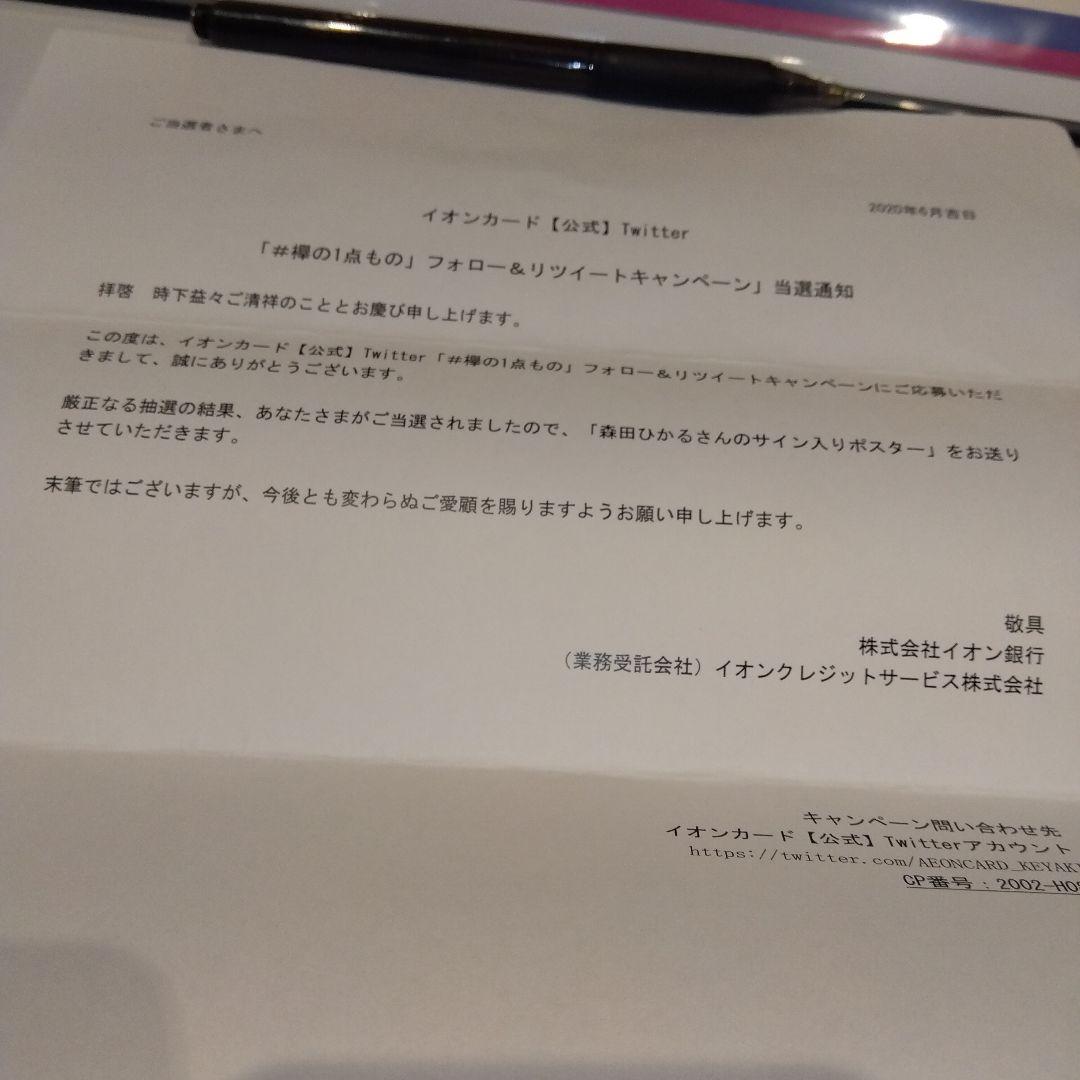 ご当選者さまへ
2020年6月吉日
イオンカード【公式】Twitter
「＃欅の1点もの」フォロー＆リツイートキャンペーン」当選通知
拝啓　時下益々ご清祥のこととお慶び申し上げます。
この度は、イオンカード【公式】Twitter「＃欅の1点もの」フォロー＆リツイートキャンペーンにご応募いただ
きまして、誠にありがとうございます。
厳正なる抽選の結果、あなたさまがご当選されましたので、「森田ひかるさんのサイン入りポスター」をお送り
させていただきます。
末筆ではございますが、今後とも変わらぬご愛顧を賜りますようお願い申し上げます。
敬具
株式会社イオン銀行
（業務受託会社）イオンクレジットサービス株式会社
キャンペーン問い合わせ先
イオンカード【公式】Twitterアカウント
https://twitter.com/AEONCARD_KEYAK
CP番号：2002-H0